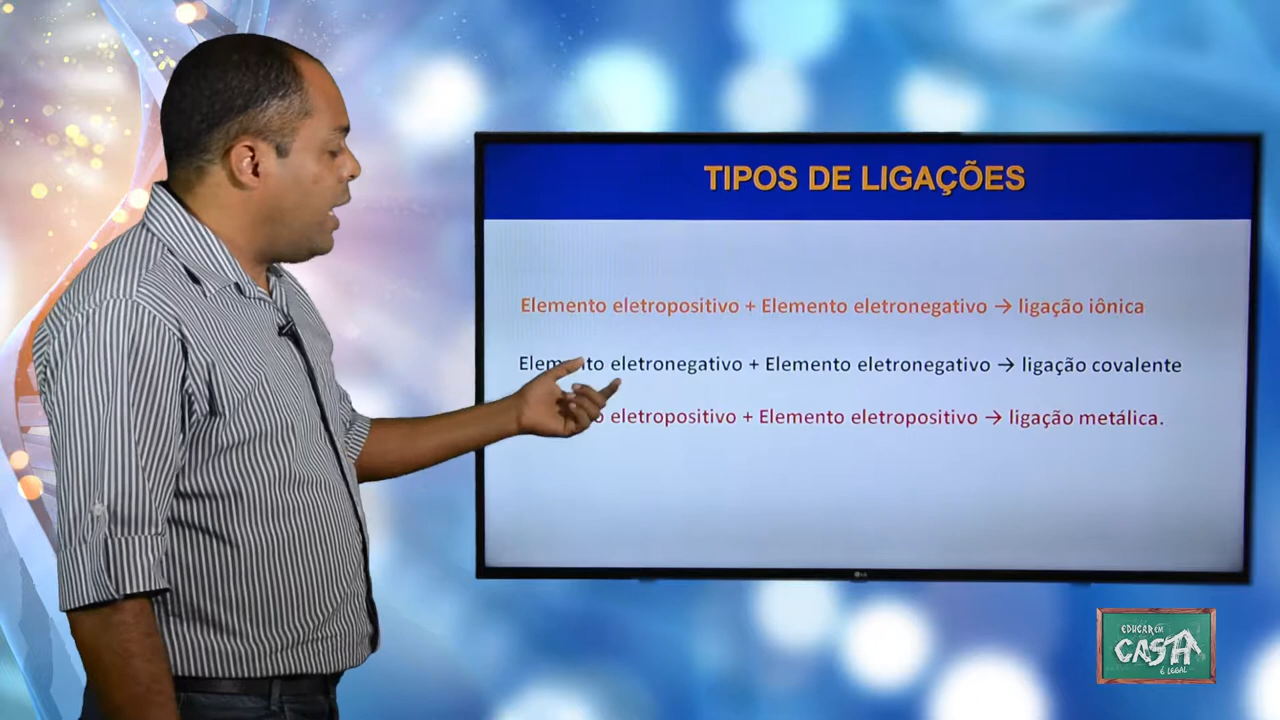 TIPOS DE LIGAÇÕES
Elemento eletropositivo + Elemento eletronegativo → ligação iônica
eletronegativo + Elemento eletronegativo → ligação covalente
eletropositivo + Elemento eletropositivo → ligação metálica.
LG
EDUCAR EM
CASA
É LEGAL